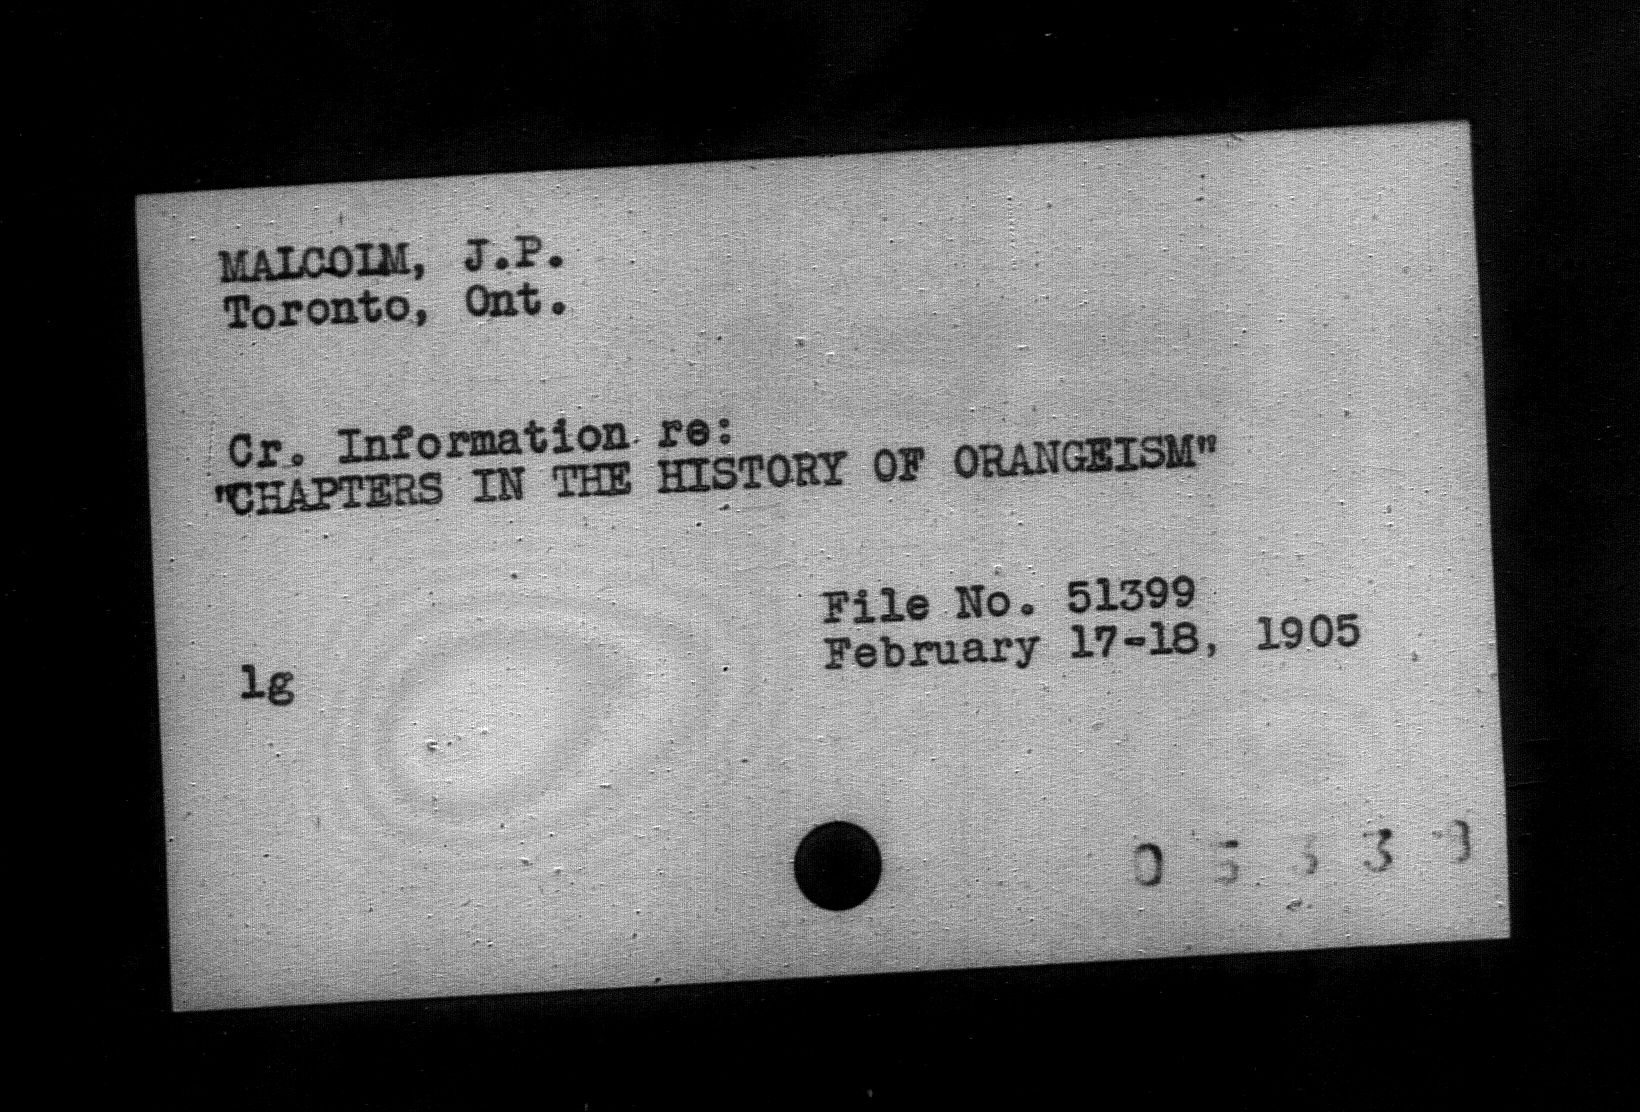 MALCOLM, J.P.
Toronto, Ont.
Cr. Information re:
"CHAPTERS IN THE HISTORY OF ORANGEISM"
File No. 51399
February 17-18, 1905
lg